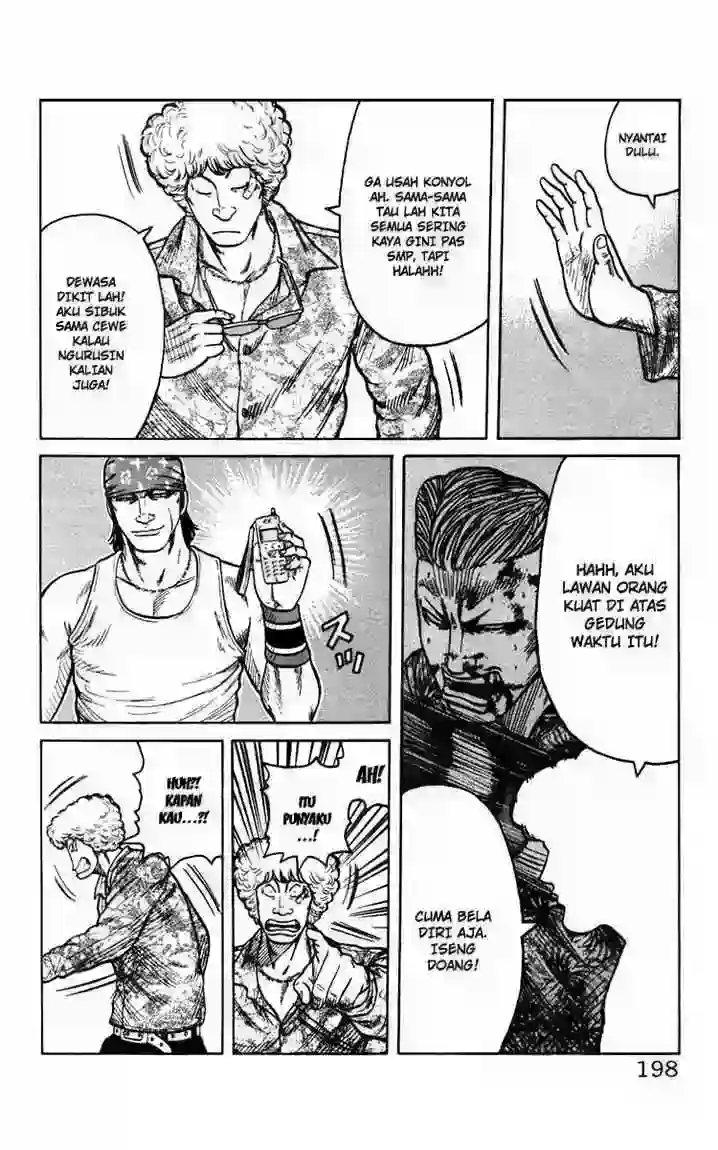 NYANTAI
DULU.
GA USAH KONYOL
AH. SAMA-SAMA
TAU LAH KITA
SEMUA SERING
KAYA GINI PAS
SMP, TAPI
HALAHH!
DEWASA
DIKIT LAH!
AKU SIBUK
SAMA CEWE
KALAU
NGURUSIN
KALIAN
JUGA!
HAHH, AKU
LAWAN ORANG
KUAT DI ATAS
GEDUNG
WAKTU ITU!
CUMA BELA
DIRI AJA.
ISENG
DOANG!
スッ
AH!
ITU
PUNYAKU
...!
HUH?!
KAPAN
KAU...?!
198